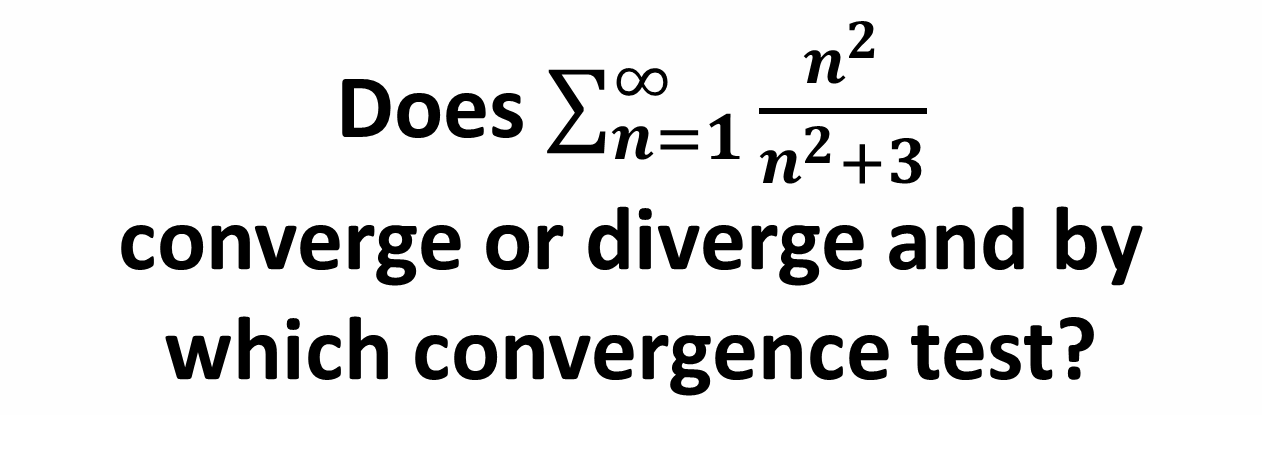 Does ∑∞n=1 n²/n²+3
converge or diverge and by
which convergence test?